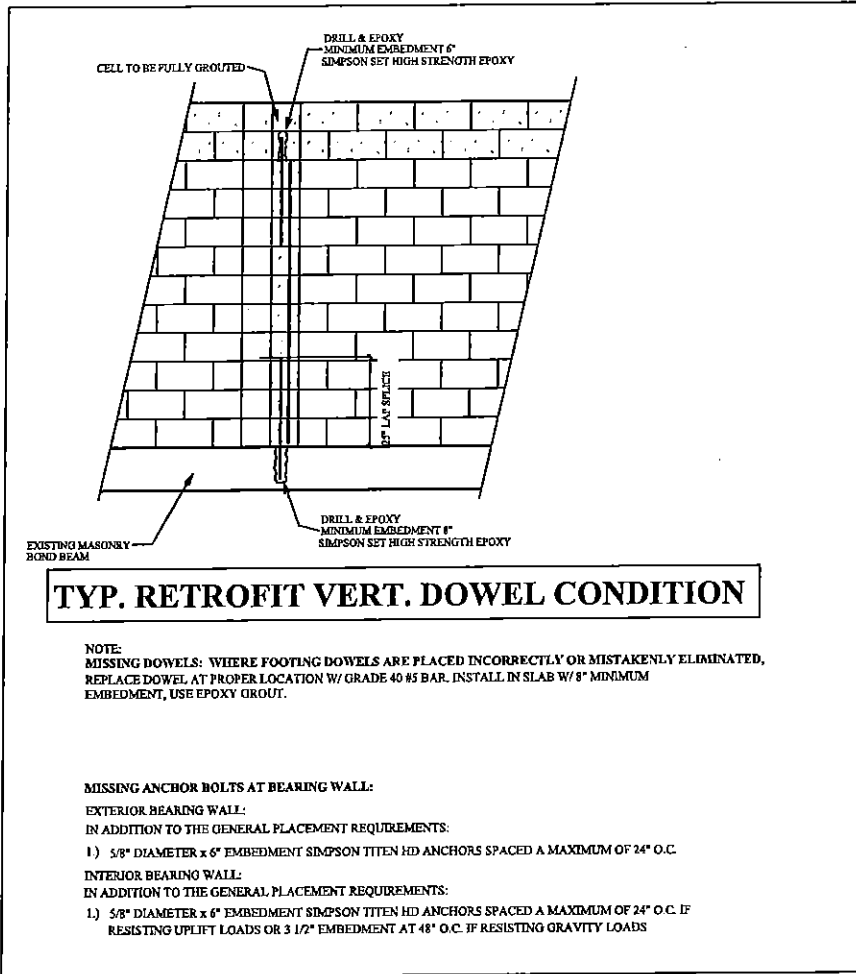 DRILL & EPOXY
MINIMUM EMBEDMENT 6"
SIMPSON SET HIGH STRENGTH EPOXY
CELL TO BE FULLY GROUTED
25" LAP SPLICE
DRILL & EPOXY
MINIMUM EMBEDMENT 8"
SIMPSON SET HIGH STRENGTH EPOXY
EXISTING MASONRY
BOND BEAM
TYP. RETROFIT VERT. DOWEL CONDITION
NOTE:
MISSING DOWELS: WHERE FOOTING DOWELS ARE PLACED INCORRECTLY OR MISTAKENLY ELIMINATED,
REPLACE DOWEL AT PROPER LOCATION W/ GRADE 40 #5 BAR. INSTALL IN SLAB W/ 8" MINIMUM
EMBEDMENT, USE EPOXY GROUT.
MISSING ANCHOR BOLTS AT BEARING WALL:
EXTERIOR BEARING WALL:
IN ADDITION TO THE GENERAL PLACEMENT REQUIREMENTS:
1.) 5/8" DIAMETER x 6" EMBEDMENT SIMPSON TITEN HD ANCHORS SPACED A MAXIMUM OF 24" O.C.
INTERIOR BEARING WALL:
IN ADDITION TO THE GENERAL PLACEMENT REQUIREMENTS:
1.) 5/8" DIAMETER x 6" EMBEDMENT SIMPSON TITEN HD ANCHORS SPACED A MAXIMUM OF 24" O.C. IF
RESISTING UPLIFT LOADS OR 3 1/2" EMBEDMENT AT 48" O.C. IF RESISTING GRAVITY LOADS